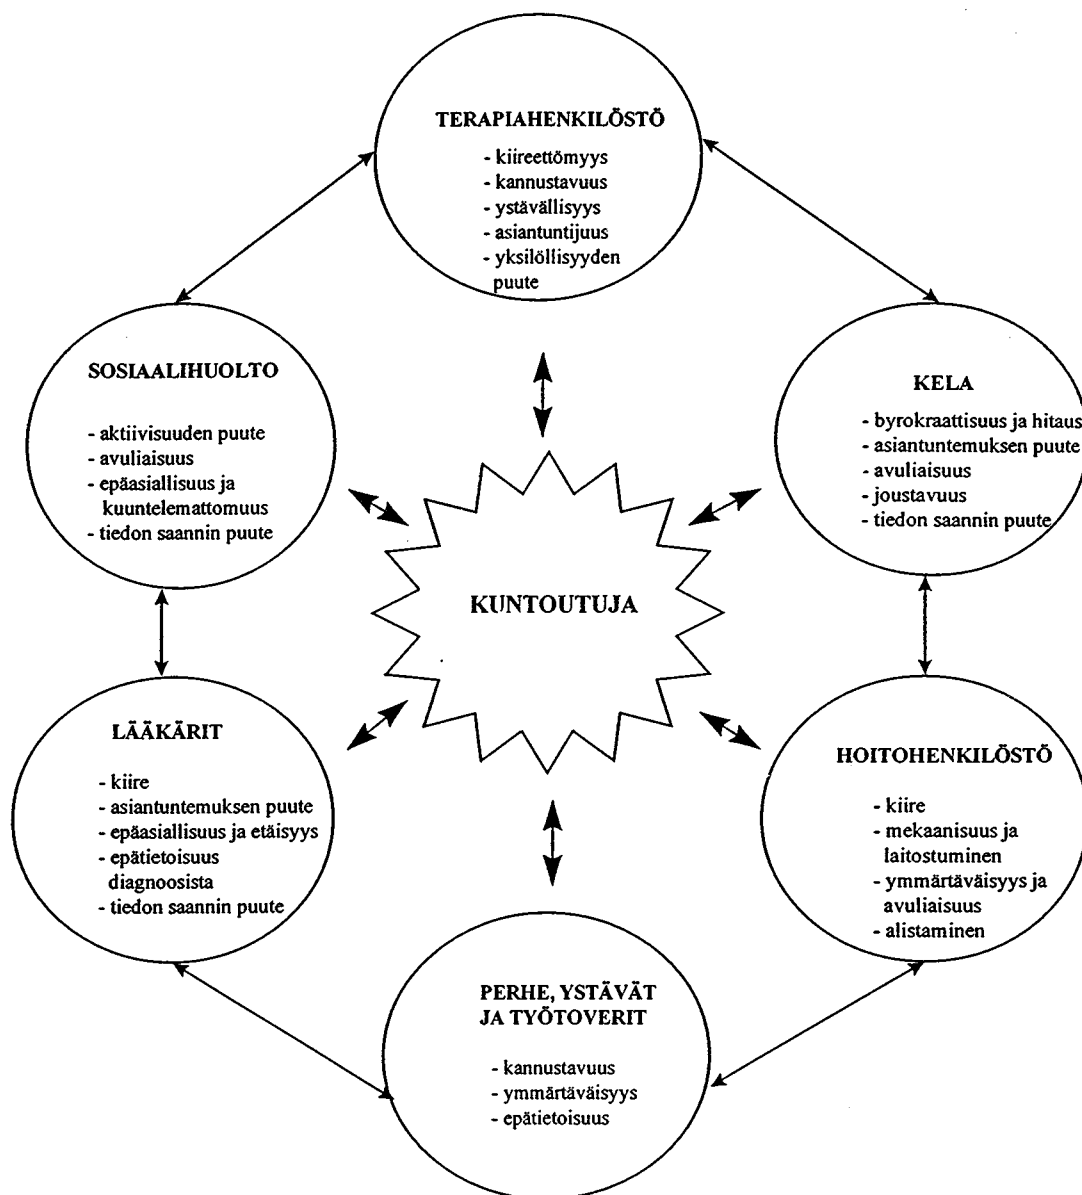 TERAPIAHENKILÖSTÖ
- kiireettömyys
- kannustavuus
- ystävällisyys
- asiantuntijuus
- yksilöllisyyden
puute
SOSIAALIHUOLTO
- aktiivisuuden puute
- avuliaisuus
- epäasiallisuus ja
kuuntelemattomuus
- tiedon saannin puute
KELA
- byrokraattisuus ja hitaus
- asiantuntemuksen puute
- avuliaisuus
- joustavuus
- tiedon saannin puute
KUNTOUTUJA
LÄÄKÄRIT
- kiire
- asiantuntemuksen puute
- epäasiallisuus ja etäisyys
- epätietoisuus
diagnoosista
- tiedon saannin puute
HOITOHENKILÖSTÖ
- kiire
- mekaanisuus ja
laitostuminen
- ymmärtäväisyys ja
avuliaisuus
- alistaminen
PERHE, YSTÄVÄT
JA TYÖTOVERIT
- kannustavuus
- ymmärtäväisyys
- epätietoisuus